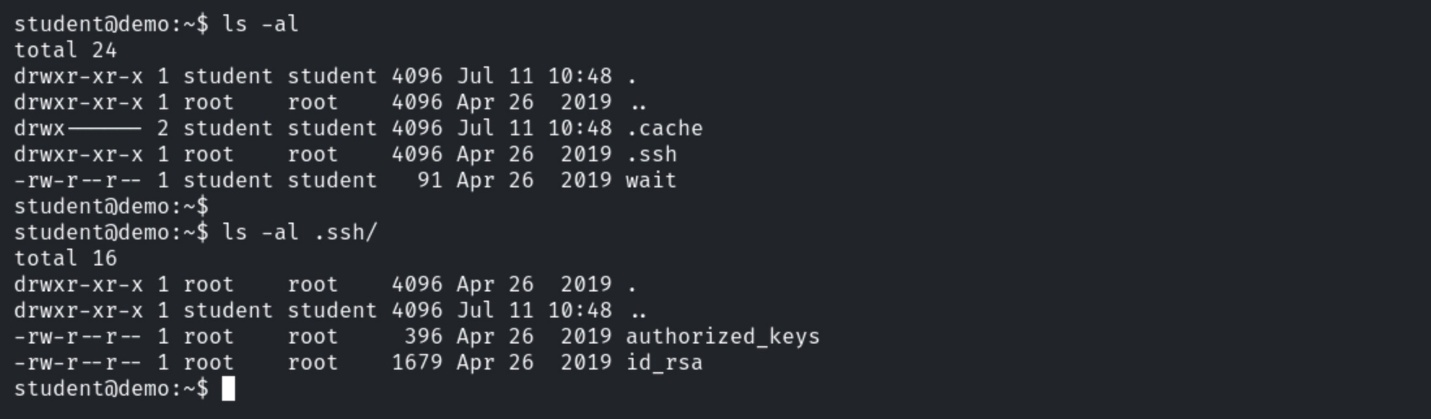 student@demo:~$ ls -al
total 24
drwxr-xr-x 1 student student 4096 Jul 11 10:48 .
drwxr-xr-x 1 root    root    4096 Apr 26  2019 ..
drwx------ 2 student student 4096 Jul 11 10:48 .cache
drwxr-xr-x 1 root    root    4096 Apr 26  2019 .ssh
-rw-r--r-- 1 student student   91 Apr 26  2019 wait
student@demo:~$
student@demo:~$ ls -al .ssh/
total 16
drwxr-xr-x 1 root    root    4096 Apr 26  2019 .
drwxr-xr-x 1 student student 4096 Jul 11 10:48 ..
-rw-r--r-- 1 root    root     396 Apr 26  2019 authorized_keys
-rw-r--r-- 1 root    root    1679 Apr 26  2019 id_rsa
student@demo:~$